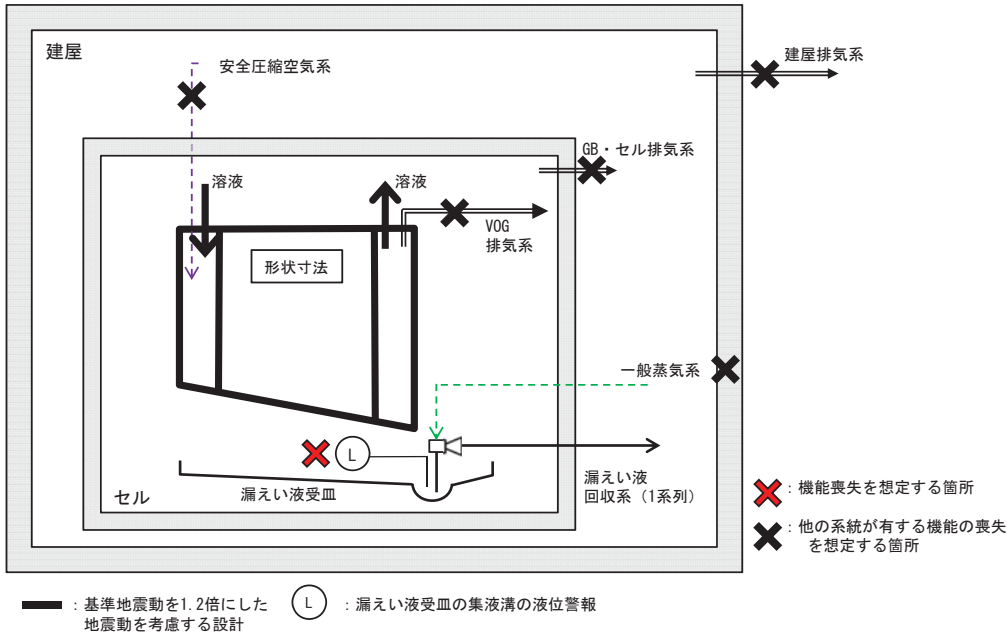 建屋
安全圧縮空気系
建屋排気系
GB・セル排気系
溶液
溶液
VOG
排気系
形状寸法
一般蒸気系
L
漏えい液受皿
セル
漏えい液
回収系（1系列）
：機能喪失を想定する箇所
：他の系統が有する機能の喪失
を想定する箇所
：基準地震動を1.2倍にした
地震動を考慮する設計
L
：漏えい液受皿の集液溝の液位警報